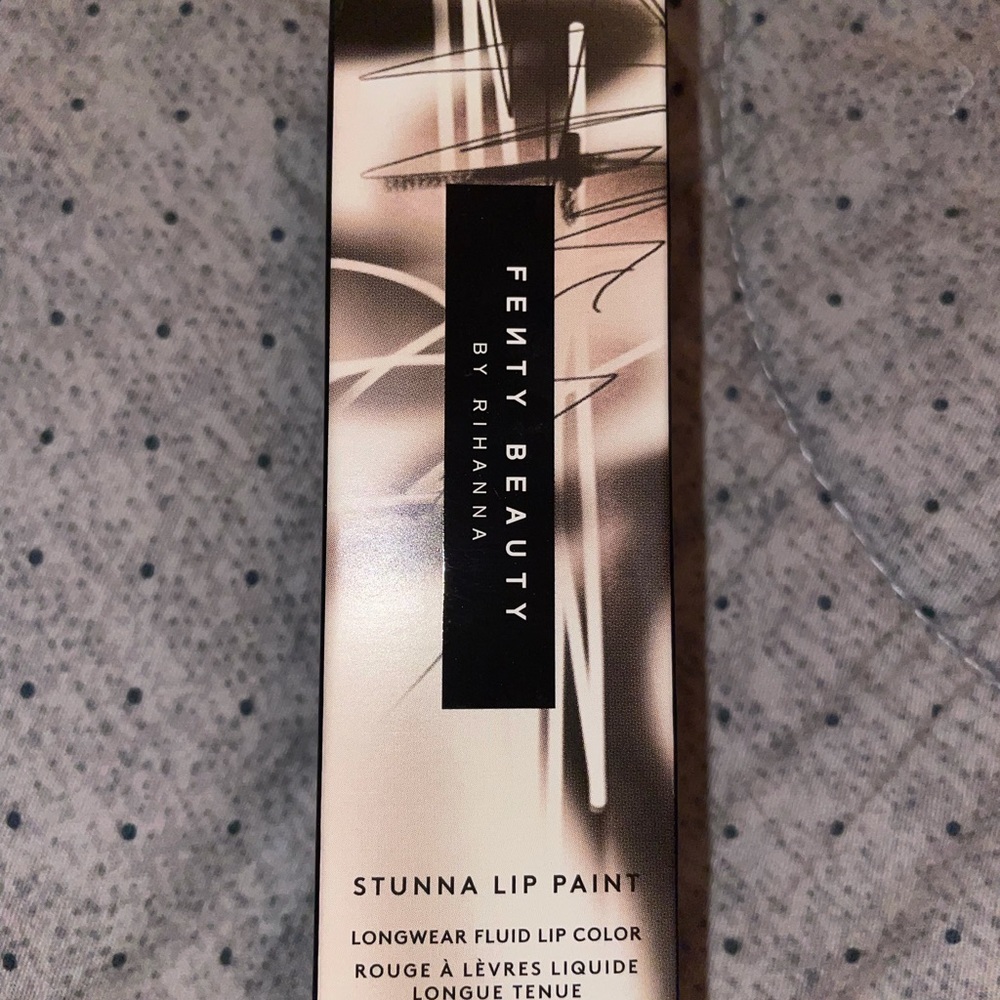 FENTY BEAUTY
BY RIHANNA
STUNNA LIP PAINT
LONGWEAR FLUID LIP COLOR
ROUGE À LÈVRES LIQUIDE
LONGUE TENUE